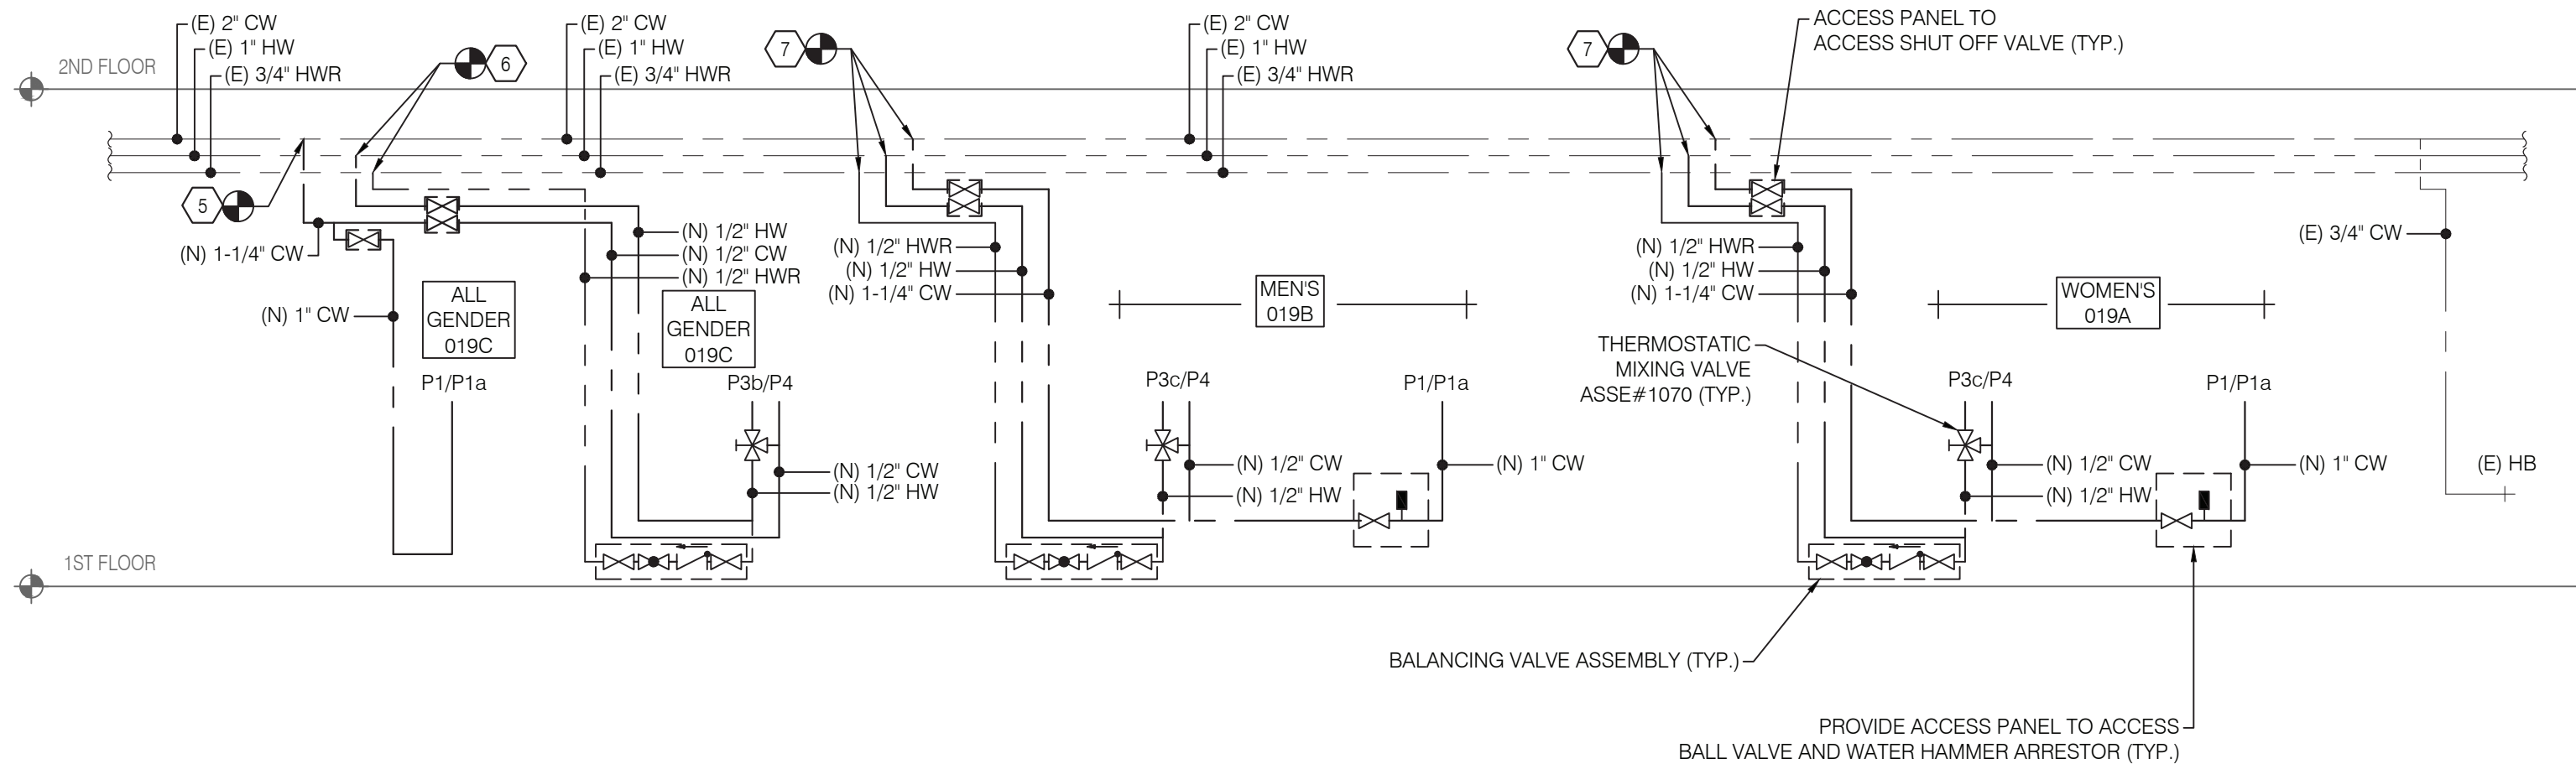 (E) 2" CW
(E) 1" HW
(E) 3/4" HWR
2ND FLOOR
6
(E) 2" CW
(E) 1" HW
(E) 3/4" HWR
7
(E) 2" CW
(E) 1" HW
(E) 3/4" HWR
7
ACCESS PANEL TO
ACCESS SHUT OFF VALVE (TYP.)
5
(N) 1-1/4" CW
(N) 1" CW
ALL
GENDER
019C
P1/P1a
(N) 1/2" HW
(N) 1/2" CW
(N) 1/2" HWR
ALL
GENDER
019C
P3b/P4
(N) 1/2" CW
(N) 1/2" HW
(N) 1/2" HWR
(N) 1/2" HW
(N) 1-1/4" CW
MEN'S
019B
P3c/P4
P1/P1a
(N) 1/2" CW
(N) 1/2" HW
(N) 1" CW
(N) 1/2" HWR
(N) 1/2" HW
(N) 1-1/4" CW
THERMOSTATIC
MIXING VALVE
ASSE#1070 (TYP.)
WOMEN'S
019A
P3c/P4
P1/P1a
(N) 1/2" CW
(N) 1/2" HW
(N) 1" CW
(E) 3/4" CW
(E) HB
1ST FLOOR
BALANCING VALVE ASSEMBLY (TYP.)
PROVIDE ACCESS PANEL TO ACCESS
BALL VALVE AND WATER HAMMER ARRESTOR (TYP.)